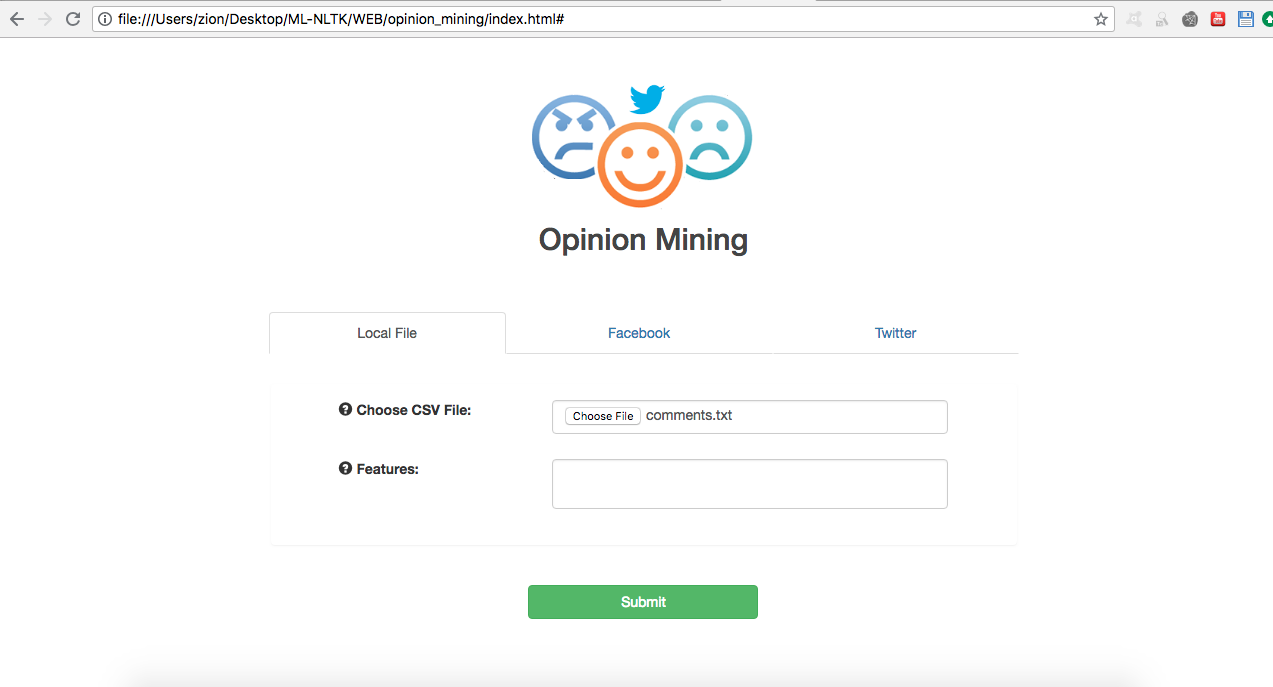 file:///Users/zion/Desktop/ML-NLTK/WEB/opinion_mining/index.html#
Opinion Mining
Local File
Facebook
Twitter
Choose CSV File:
Choose File comments.txt
Features:
Submit